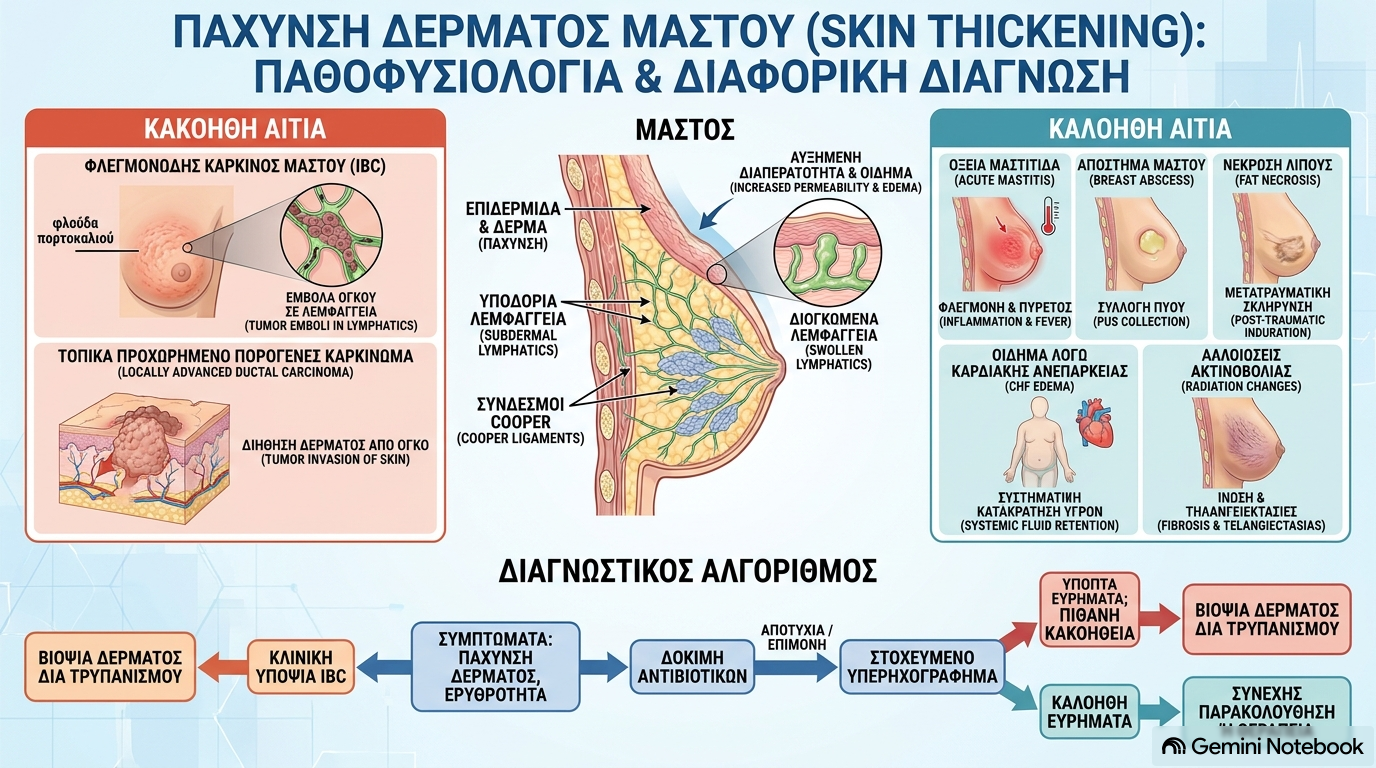 ΠΑΧΥΝΣΗ ΔΕΡΜΑΤΟΣ ΜΑΣΤΟΥ (SKIN THICKENING):
ΠΑΘΟΦΥΣΙΟΛΟΓΙΑ & ΔΙΑΦΟΡΙΚΗ ΔΙΑΓΝΩΣΗ
ΚΑΚΟΗΘΗ ΑΙΤΙΑ
ΦΛΕΓΜΟΝΩΔΗΣ ΚΑΡΚΙΝΟΣ ΜΑΣΤΟΥ (IBC)
φλούδα
πορτοκαλιού
ΕΜΒΟΛΑ ΟΓΚΟΥ
ΣΕ ΛΕΜΦΑΓΓΕΙΑ
(TUMOR EMBOLI IN LYMPHATICS)
ΤΟΠΙΚΑ ΠΡΟΧΩΡΗΜΕΝΟ ΠΟΡΟΓΕΝΕΣ ΚΑΡΚΙΝΩΜΑ
(LOCALLY ADVANCED DUCTAL CARCINOMA)
ΔΙΗΘΗΣΗ ΔΕΡΜΑΤΟΣ ΑΠΟ ΟΓΚΟ
(TUMOR INVASION OF SKIN)
ΜΑΣΤΟΣ
ΑΥΞΗΜΕΝΗ
ΔΙΑΠΕΡΑΤΟΤΗΤΑ & ΟΙΔΗΜΑ
(INCREASED PERMEABILITY & EDEMA)
ΕΠΙΔΕΡΜΙΔΑ
& ΔΕΡΜΑ
(ΠΑΧΥΝΣΗ)
ΥΠΟΔΟΡΙΑ
ΛΕΜΦΑΓΓΕΙΑ
(SUBDERMAL
LYMPHATICS)
ΣΥΝΔΕΣΜΟΙ
COOPER
(COOPER LIGAMENTS)
ΔΙΟΓΚΩΜΕΝΑ
ΛΕΜΦΑΓΓΕΙΑ
(SWOLLEN
LYMPHATICS)
ΚΑΛΟΗΘΗ ΑΙΤΙΑ
ΟΞΕΙΑ ΜΑΣΤΙΤΙΔΑ
(ACUTE MASTITIS)
ΦΛΕΓΜΟΝΗ & ΠΥΡΕΤΟΣ
(INFLAMMATION & FEVER)
ΑΠΟΣΤΗΜΑ ΜΑΣΤΟΥ
(BREAST ABSCESS)
ΣΥΛΛΟΓΗ ΠΥΟΥ
(PUS COLLECTION)
ΝΕΚΡΩΣΗ ΛΙΠΟΥΣ
(FAT NECROSIS)
ΜΕΤΑΤΡΑΥΜΑΤΙΚΗ
ΣΚΛΗΡΥΝΣΗ
(POST-TRAUMATIC
INDURATION)
ΟΙΔΗΜΑ ΛΟΓΩ
ΚΑΡΔΙΑΚΗΣ ΑΝΕΠΑΡΚΕΙΑΣ
(CHF EDEMA)
ΣΥΣΤΗΜΑΤΙΚΗ
ΚΑΤΑΚΡΑΤΗΣΗ ΥΓΡΩΝ
(SYSTEMIC FLUID RETENTION)
ΑΛΛΟΙΩΣΕΙΣ
ΑΚΤΙΝΟΒΟΛΙΑΣ
(RADIATION CHANGES)
ΙΝΩΣΗ &
ΤΗΛΑΝΓΕΙΕΚΤΑΣΙΕΣ
(FIBROSIS & TELANGIECTASIAS)
ΔΙΑΓΝΩΣΤΙΚΟΣ ΑΛΓΟΡΙΘΜΟΣ
ΒΙΟΨΙΑ ΔΕΡΜΑΤΟΣ
ΔΙΑ ΤΡΥΠΑΝΙΣΜΟΥ
ΚΛΙΝΙΚΗ
ΥΠΟΨΙΑ IBC
ΣΥΜΠΤΩΜΑΤΑ:
ΠΑΧΥΝΣΗ
ΔΕΡΜΑΤΟΣ,
ΕΡΥΘΡΟΤΗΤΑ
ΔΟΚΙΜΗ
ΑΝΤΙΒΙΟΤΙΚΩΝ
ΑΠΟΤΥΧΙΑ /
ΕΠΙΜΟΝΗ
ΣΤΟΧΕΥΜΕΝΟ
ΥΠΕΡΗΧΟΓΡΑΦΗΜΑ
ΥΠΟΠΤΑ
ΕΥΡΗΜΑΤΑ;
ΠΙΘΑΝΗ
ΚΑΚΟΗΘΕΙΑ
ΒΙΟΨΙΑ ΔΕΡΜΑΤΟΣ
ΔΙΑ ΤΡΥΠΑΝΙΣΜΟΥ
ΚΑΛΟΗΘΗ
ΕΥΡΗΜΑΤΑ
ΣΥΝΕΧΗΣ
ΠΑΡΑΚΟΛΟΥΘΗΣΗ
Gemini Notebook